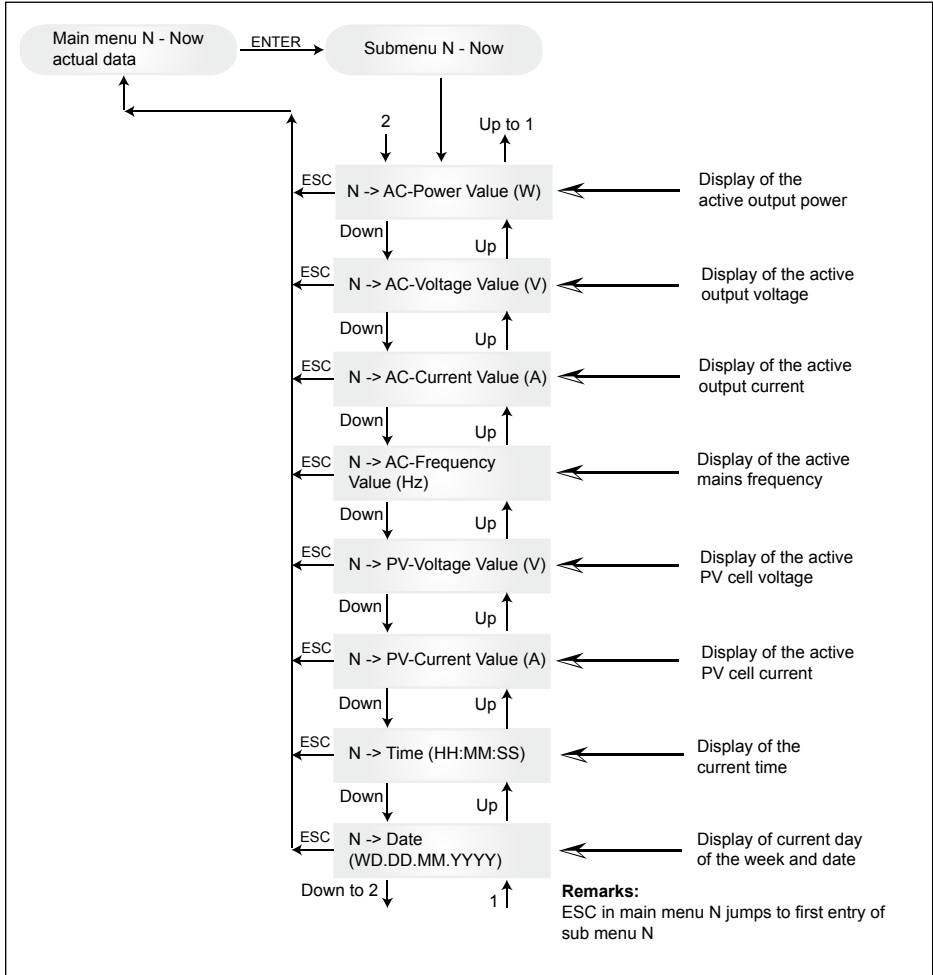 Main menu N - Now
actual data
ENTER
Submenu N - Now
2
Up to 1
ESC
N -> AC-Power Value (W)
Display of the
active output power
Down
Up
ESC
N -> AC-Voltage Value (V)
Display of the active
output voltage
Down
Up
ESC
N -> AC-Current Value (A)
Display of the active
output current
Down
Up
ESC
N -> AC-Frequency
Value (Hz)
Display of the active
mains frequency
Down
Up
ESC
N -> PV-Voltage Value (V)
Display of the active
PV cell voltage
Down
Up
ESC
N -> PV-Current Value (A)
Display of the active
PV cell current
Down
Up
ESC
N -> Time (HH:MM:SS)
Display of the
current time
Down
Up
ESC
N -> Date
(WD.DD.MM.YYYY)
Display of current day
of the week and date
Down to 2
1
Remarks:
ESC in main menu N jumps to first entry of
sub menu N